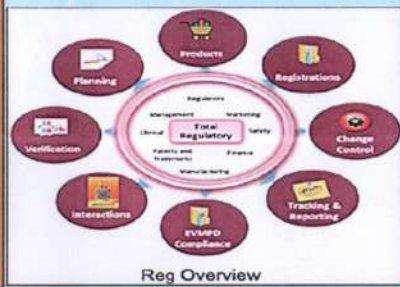 Products
Planning
Registrations
Regulators
Management
Marketing
Clinical
Total
Regulatory
Safety
Verification
Change
Control
Patents and
Trademarks
Finance
Manufacturing
Interactions
Tracking &
Reporting
EVMPD
Compliance
Reg Overview